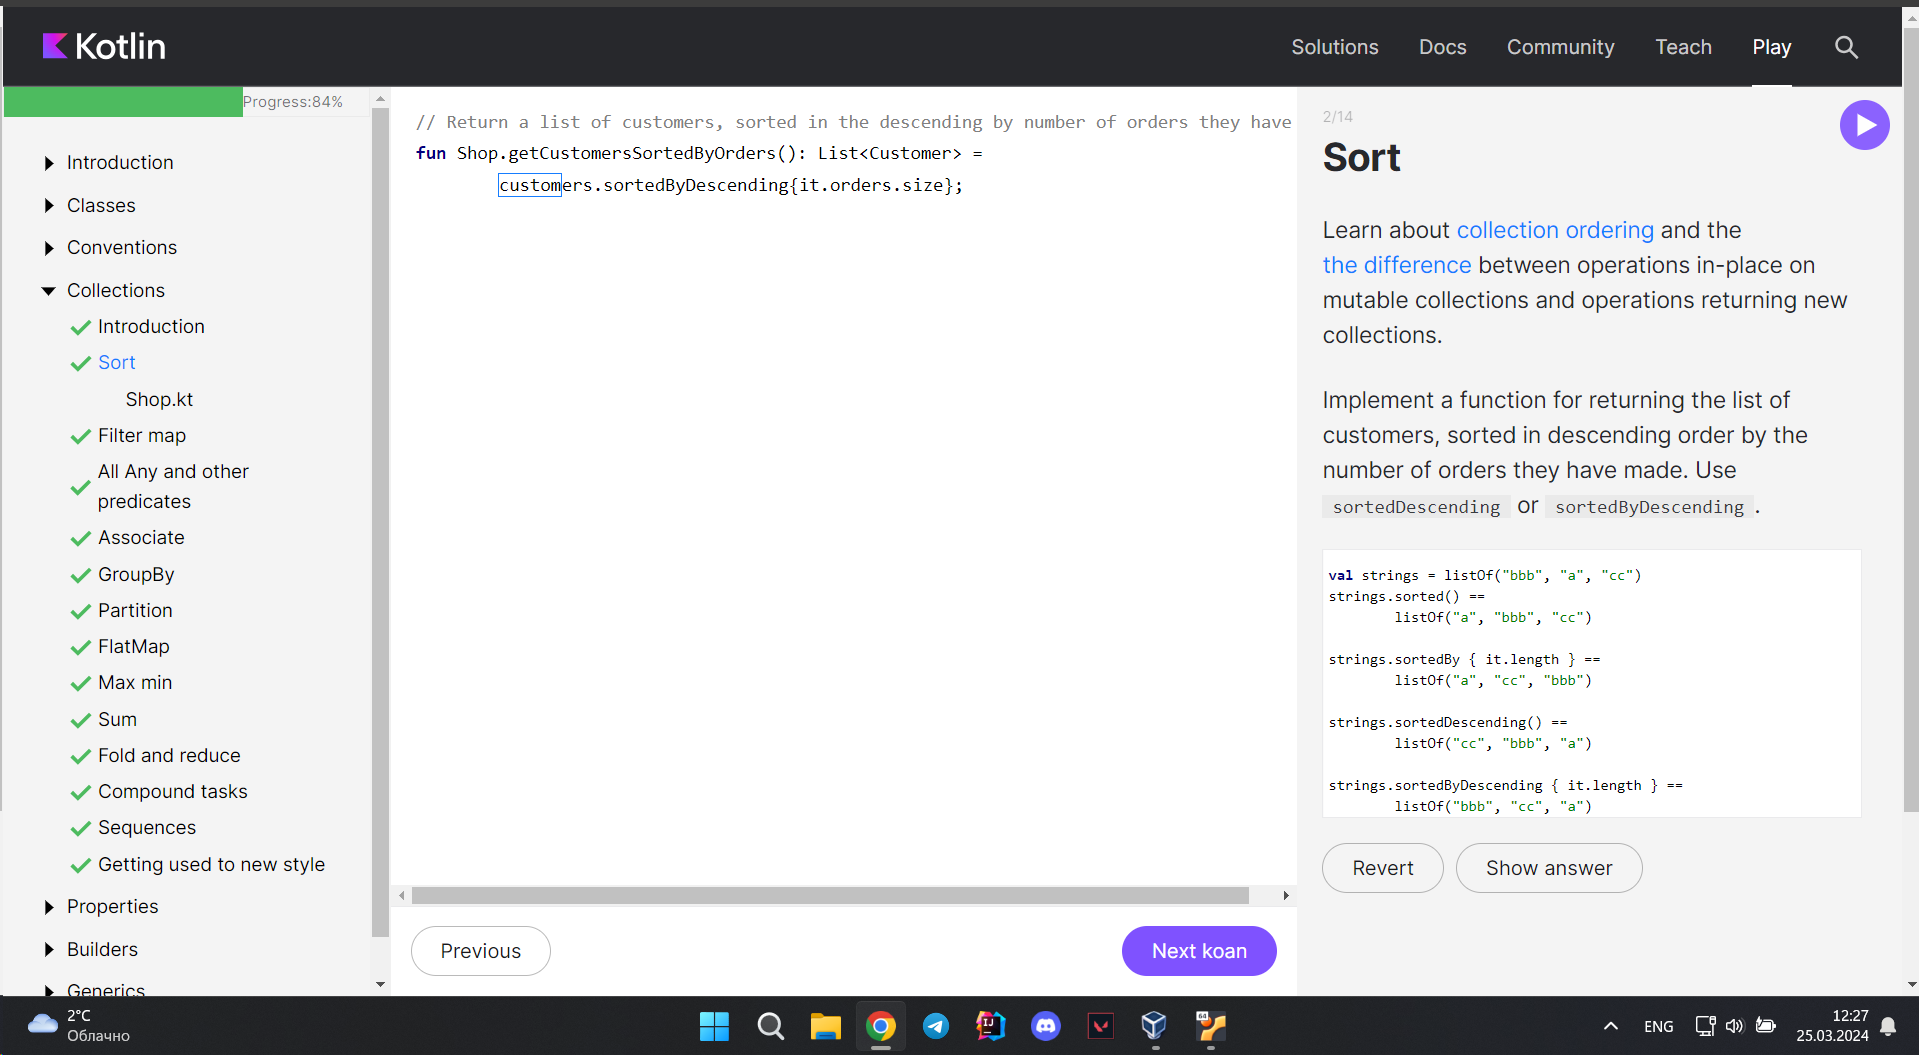 Kotlin
Solutions Docs Community Teach Play
Progress:84%
Introduction
Classes
Conventions
Collections
Introduction
Sort
Shop.kt
Filter map
All Any and other
predicates
Associate
GroupBy
Partition
FlatMap
Max min
Sum
Fold and reduce
Compound tasks
Sequences
Getting used to new style
Properties
Builders
Generics
// Return a list of customers, sorted in the descending by number of orders they have
fun Shop.getCustomersSortedByOrders(): List<Customer> =
customers.sortedByDescending{it.orders.size};
Previous
Next koan
2/14
Sort
Learn about collection ordering and the
the difference between operations in-place on
mutable collections and operations returning new
collections.
Implement a function for returning the list of
customers, sorted in descending order by the
number of orders they have made. Use
sortedDescending or sortedByDescending .
val strings = listOf("bbb", "a", "cc")
strings.sorted() ==
listOf("a", "bbb", "cc")
strings.sortedBy { it.length } ==
listOf("a", "cc", "bbb")
strings.sortedDescending() ==
listOf("cc", "bbb", "a")
strings.sortedByDescending { it.length } ==
listOf("bbb", "cc", "a")
Revert
Show answer
2°C
Облачно
IJ
64
ENG
12:27
25.03.2024